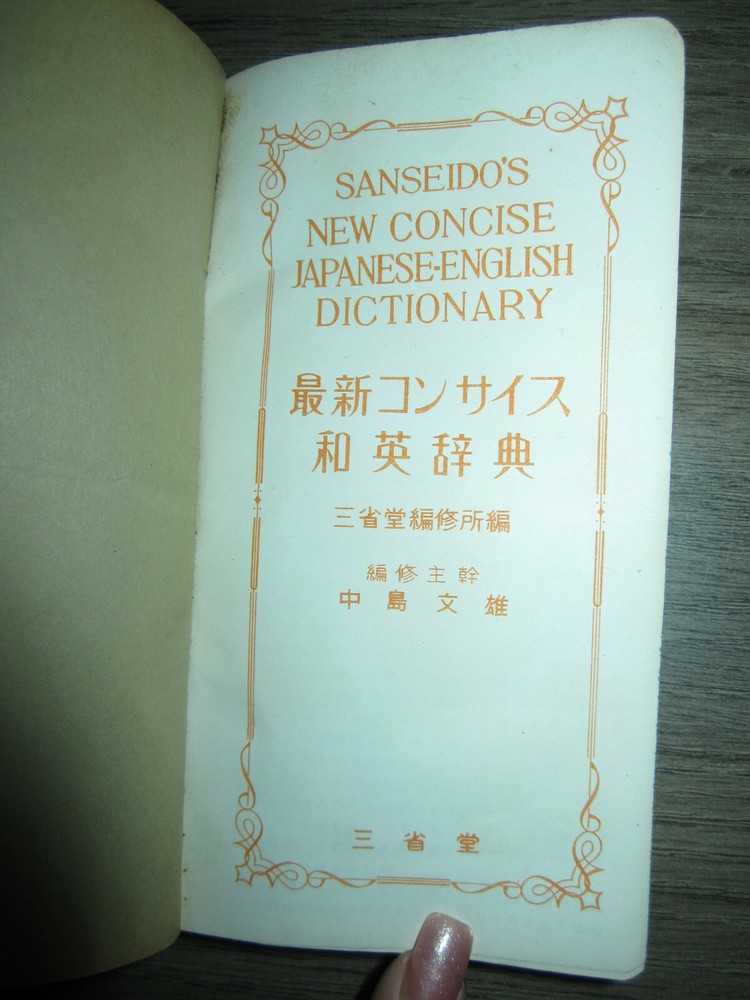 SANSEIDO'S
NEW CONCISE
JAPANESE-ENGLISH
DICTIONARY
最新コンサイス
和英辞典
三省堂編修所編
編修主幹
中島文雄
三省堂